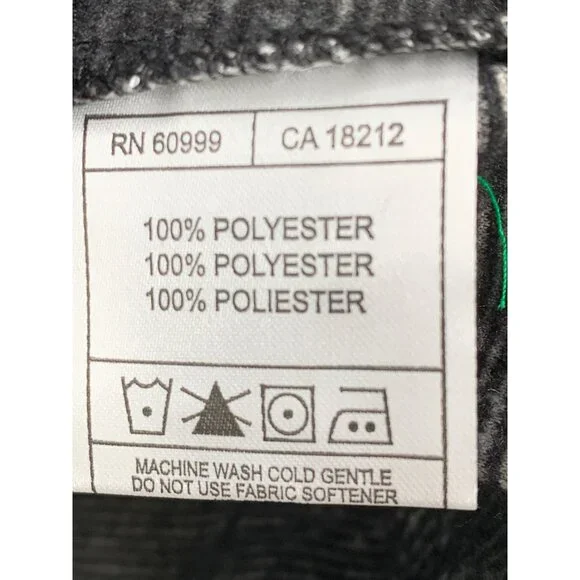 RN 60999 CA 18212
100% POLYESTER
100% POLYESTER
100% POLIESTER
MACHINE WASH COLD GENTLE
DO NOT USE FABRIC SOFTENER